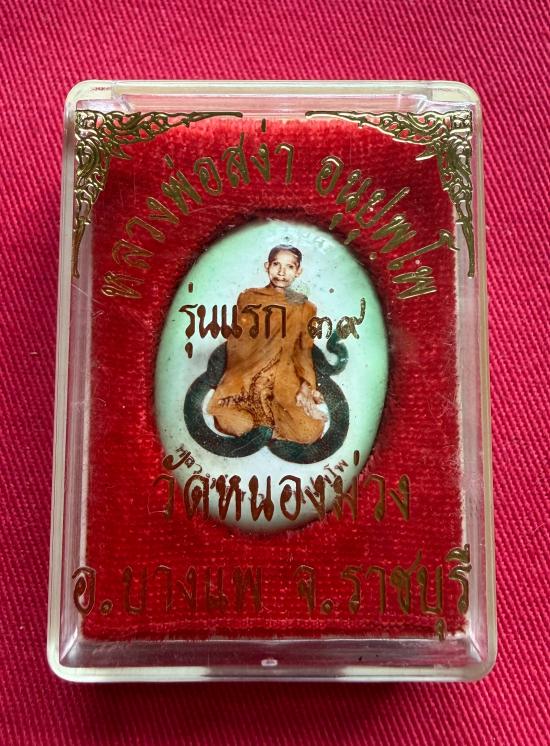 หลวงพ่อสง่า อนุปุพฺโพ
รุ่นแรก ๓๙
วัดหนองม่วง
อ.บางแพ จ.ราชบุรี